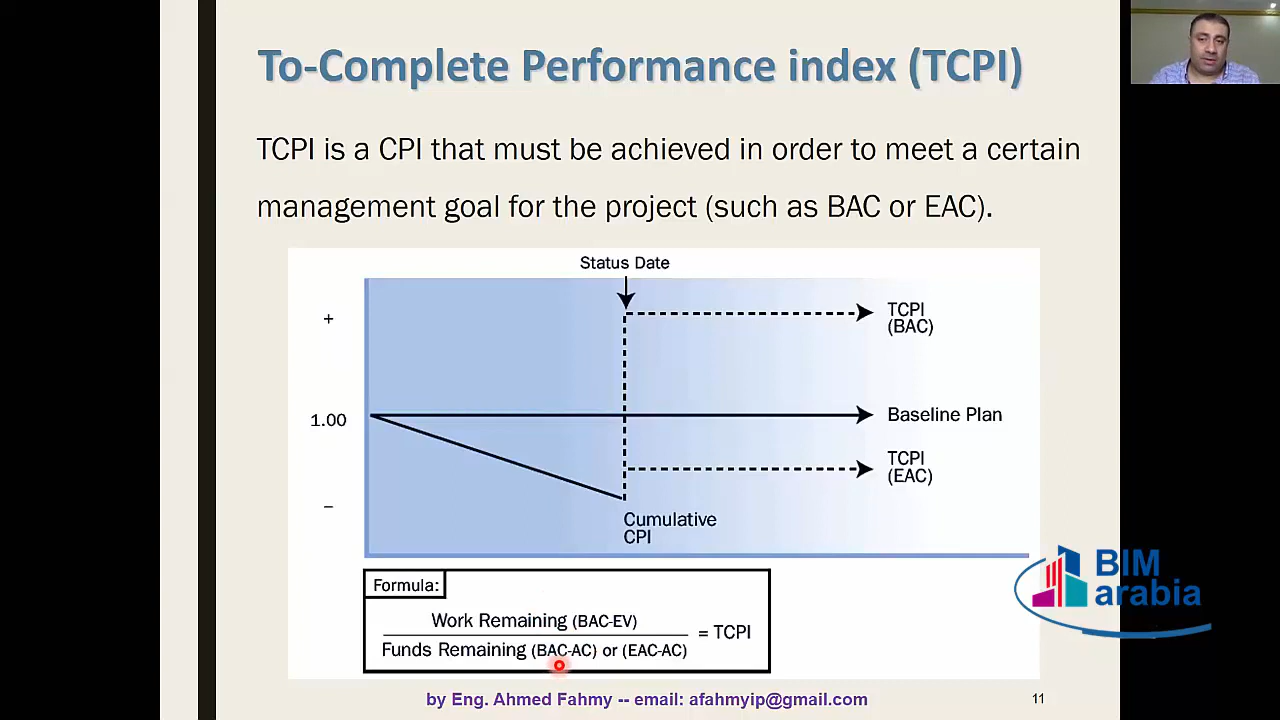 To-Complete Performance index (TCPI)
TCPI is a CPI that must be achieved in order to meet a certain
management goal for the project (such as BAC or EAC).
Status Date
+
TCPI
(BAC)
1.00
Baseline Plan
TCPI
(EAC)
–
Cumulative
CPI
BIM
arabia
Formula:
Work Remaining (BAC-EV)
Funds Remaining (BAC-AC) or (EAC-AC)
= TCPI
by Eng. Ahmed Fahmy -- email: afahmyip@gmail.com
11